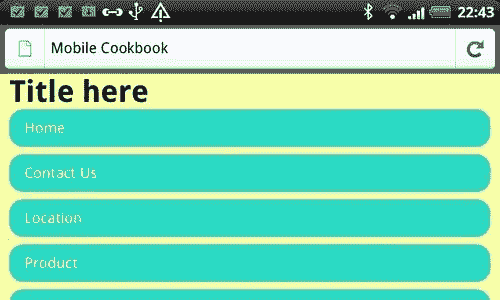 22:43
Mobile Cookbook
Title here
Home
Contact Us
Location
Product